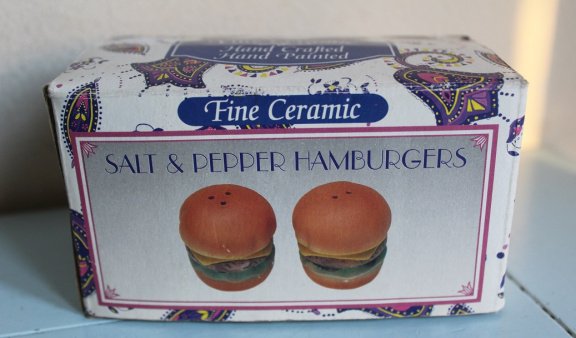 Hand Crafted
Hand Painted
Fine Ceramic
SALT & PEPPER HAMBURGERS